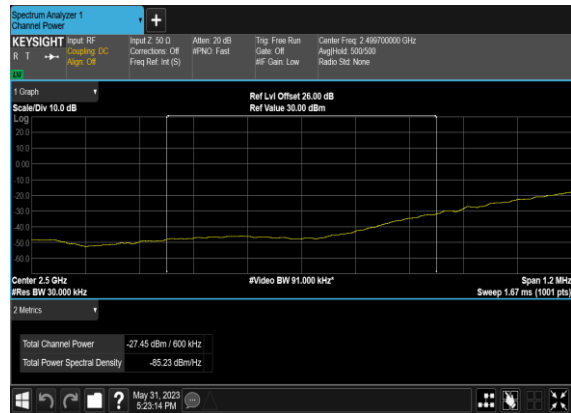 Spectrum Analyzer 1
Channel Power
KEYSIGHT
R T
LW
Input: RF
Coupling: DC
Align: Off
Input Z: 50 Ω
Corrections: Off
Freq Ref: Int (S)
Atten: 20 dB
#PNO: Fast
Trig: Free Run
Gate: Off
#IF Gain: Low
Center Freq: 2.499700000 GHz
Avg|Hold: 500/500
Radio Std: None
1 Graph
Scale/Div 10.0 dB
Ref Lvl Offset 26.00 dB
Ref Value 30.00 dBm
Log
20.0
10.0
0.00
-10.0
-20.0
-30.0
-40.0
-50.0
-60.0
Center 2.5 GHz
#Res BW 30.000 kHz
#Video BW 91.000 kHz*
Span 1.2 MHz
Sweep 1.67 ms (1001 pts)
2 Metrics
Total Channel Power -27.45 dBm / 600 kHz
Total Power Spectral Density -85.23 dBm/Hz
?
May 31, 2023
5:23:14 PM